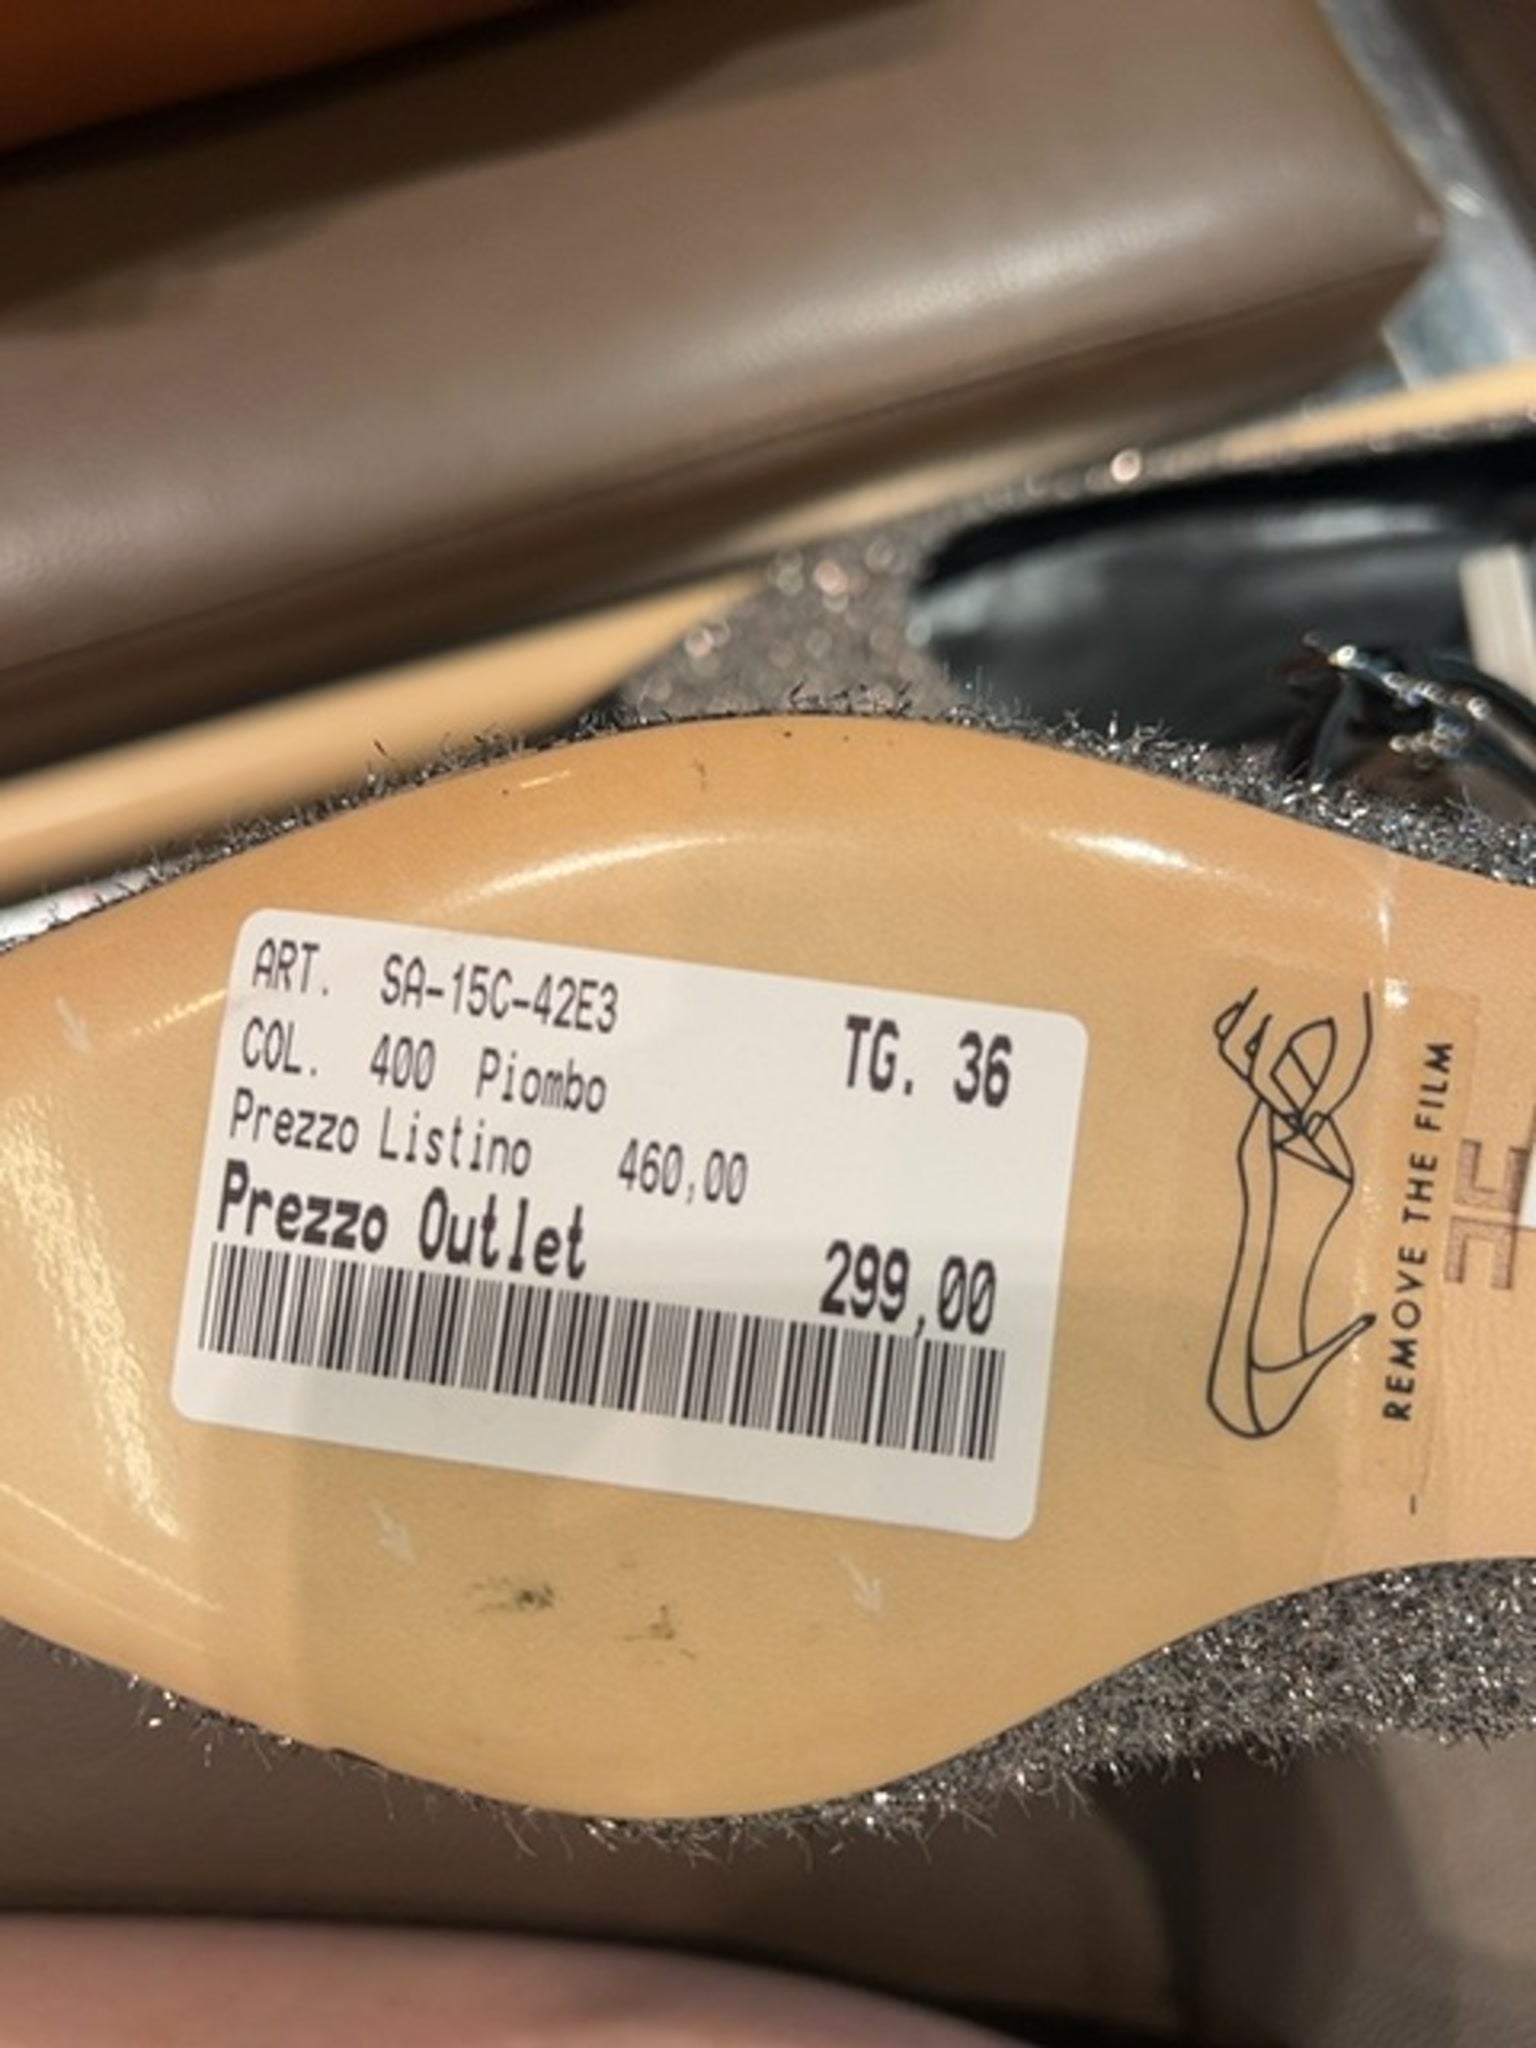 ART. SA-15C-42E3
TG. 36
COL. 400 Piombo
Prezzo Listino 460,00
Prezzo Outlet 299,00
REMOVE THE FILM